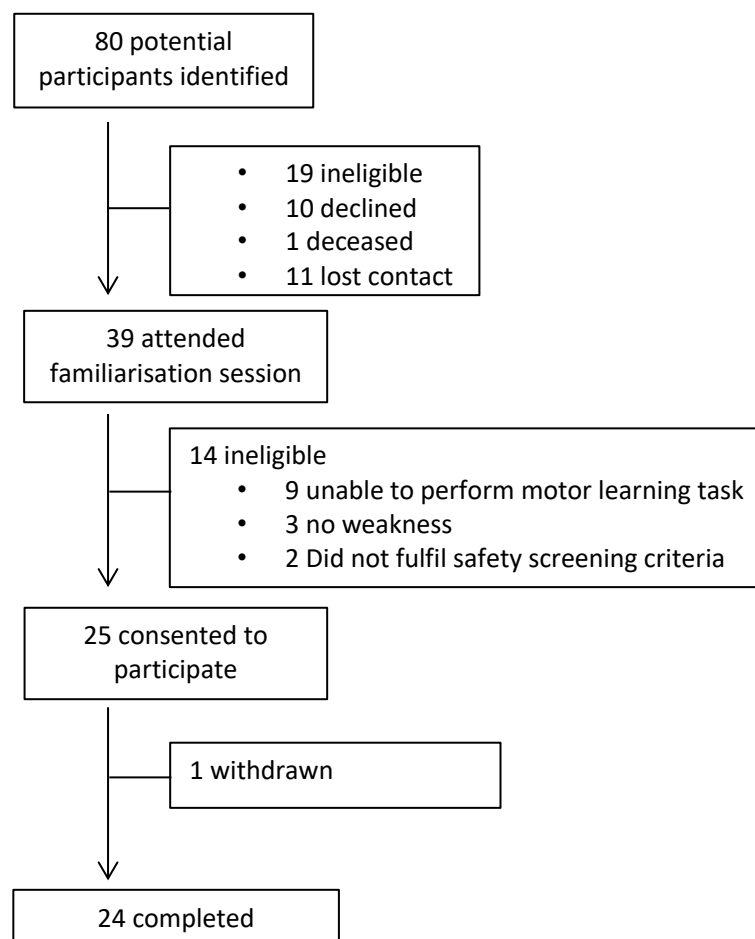 80 potential
participants identified
• 19 ineligible
• 10 declined
• 1 deceased
• 11 lost contact
39 attended
familiarisation session
14 ineligible
• 9 unable to perform motor learning task
• 3 no weakness
• 2 Did not fulfil safety screening criteria
25 consented to
participate
1 withdrawn
24 completed